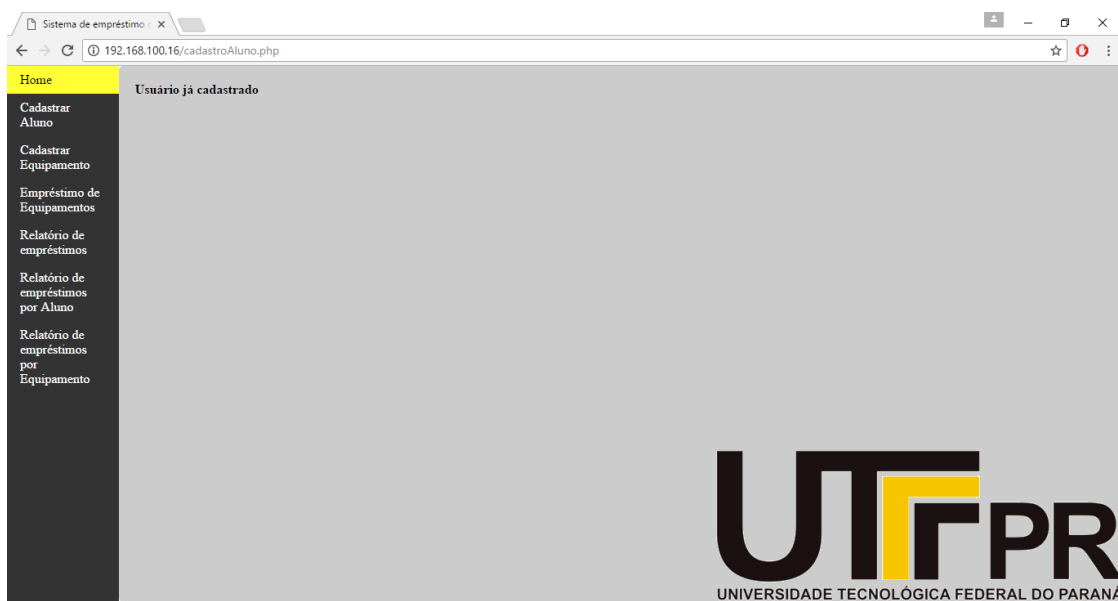 Sistema de empréstimo
192.168.100.16/cadastroAluno.php
Home
Usuário já cadastrado
Cadastrar
Aluno
Cadastrar
Equipamento
Empréstimo de
Equipamentos
Relatório de
empréstimos
Relatório de
empréstimos
por Aluno
Relatório de
empréstimos
por
Equipamento
UTFPR
UNIVERSIDADE TECNOLÓGICA FEDERAL DO PARANÁ